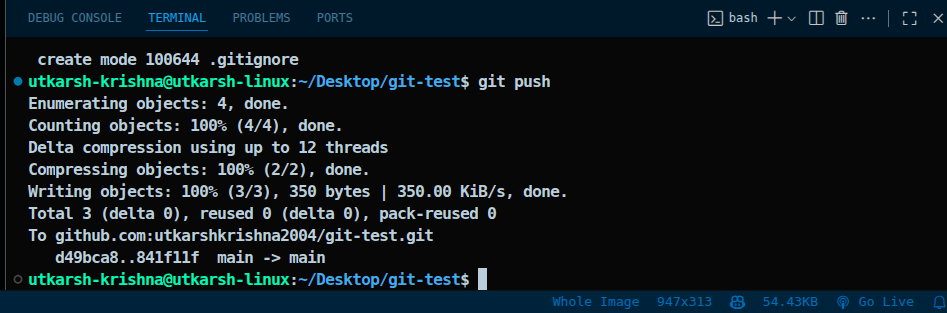 DEBUG CONSOLE TERMINAL PROBLEMS PORTS bash
create mode 100644 .gitignore
utkarsh-krishna@utkarsh-linux:~/Desktop/git-test$ git push
Enumerating objects: 4, done.
Counting objects: 100% (4/4), done.
Delta compression using up to 12 threads
Compressing objects: 100% (2/2), done.
Writing objects: 100% (3/3), 350 bytes | 350.00 KiB/s, done.
Total 3 (delta 0), reused 0 (delta 0), pack-reused 0
To github.com:utkarshkrishna2004/git-test.git
d49bca8..841f11f main -> main
utkarsh-krishna@utkarsh-linux:~/Desktop/git-test$
Whole Image 947x313 54.43KB Go Live